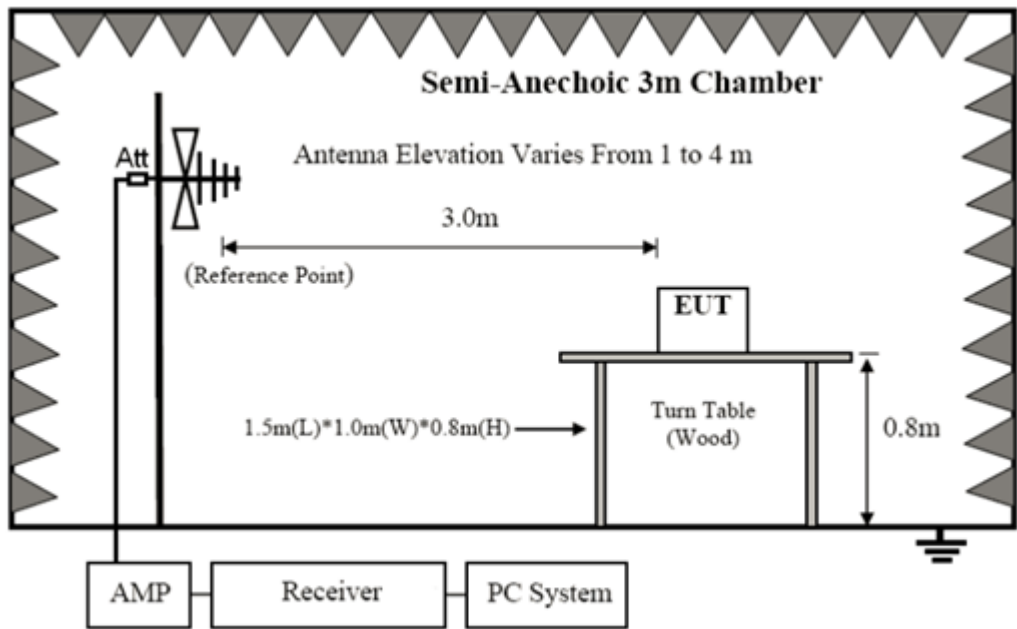 Semi-Anechoic 3m Chamber
Att
Antenna Elevation Varies From 1 to 4 m
3.0m
(Reference Point)
EUT
1.5m(L)*1.0m(W)*0.8m(H)
Turn Table
(Wood)
0.8m
AMP
Receiver
PC System